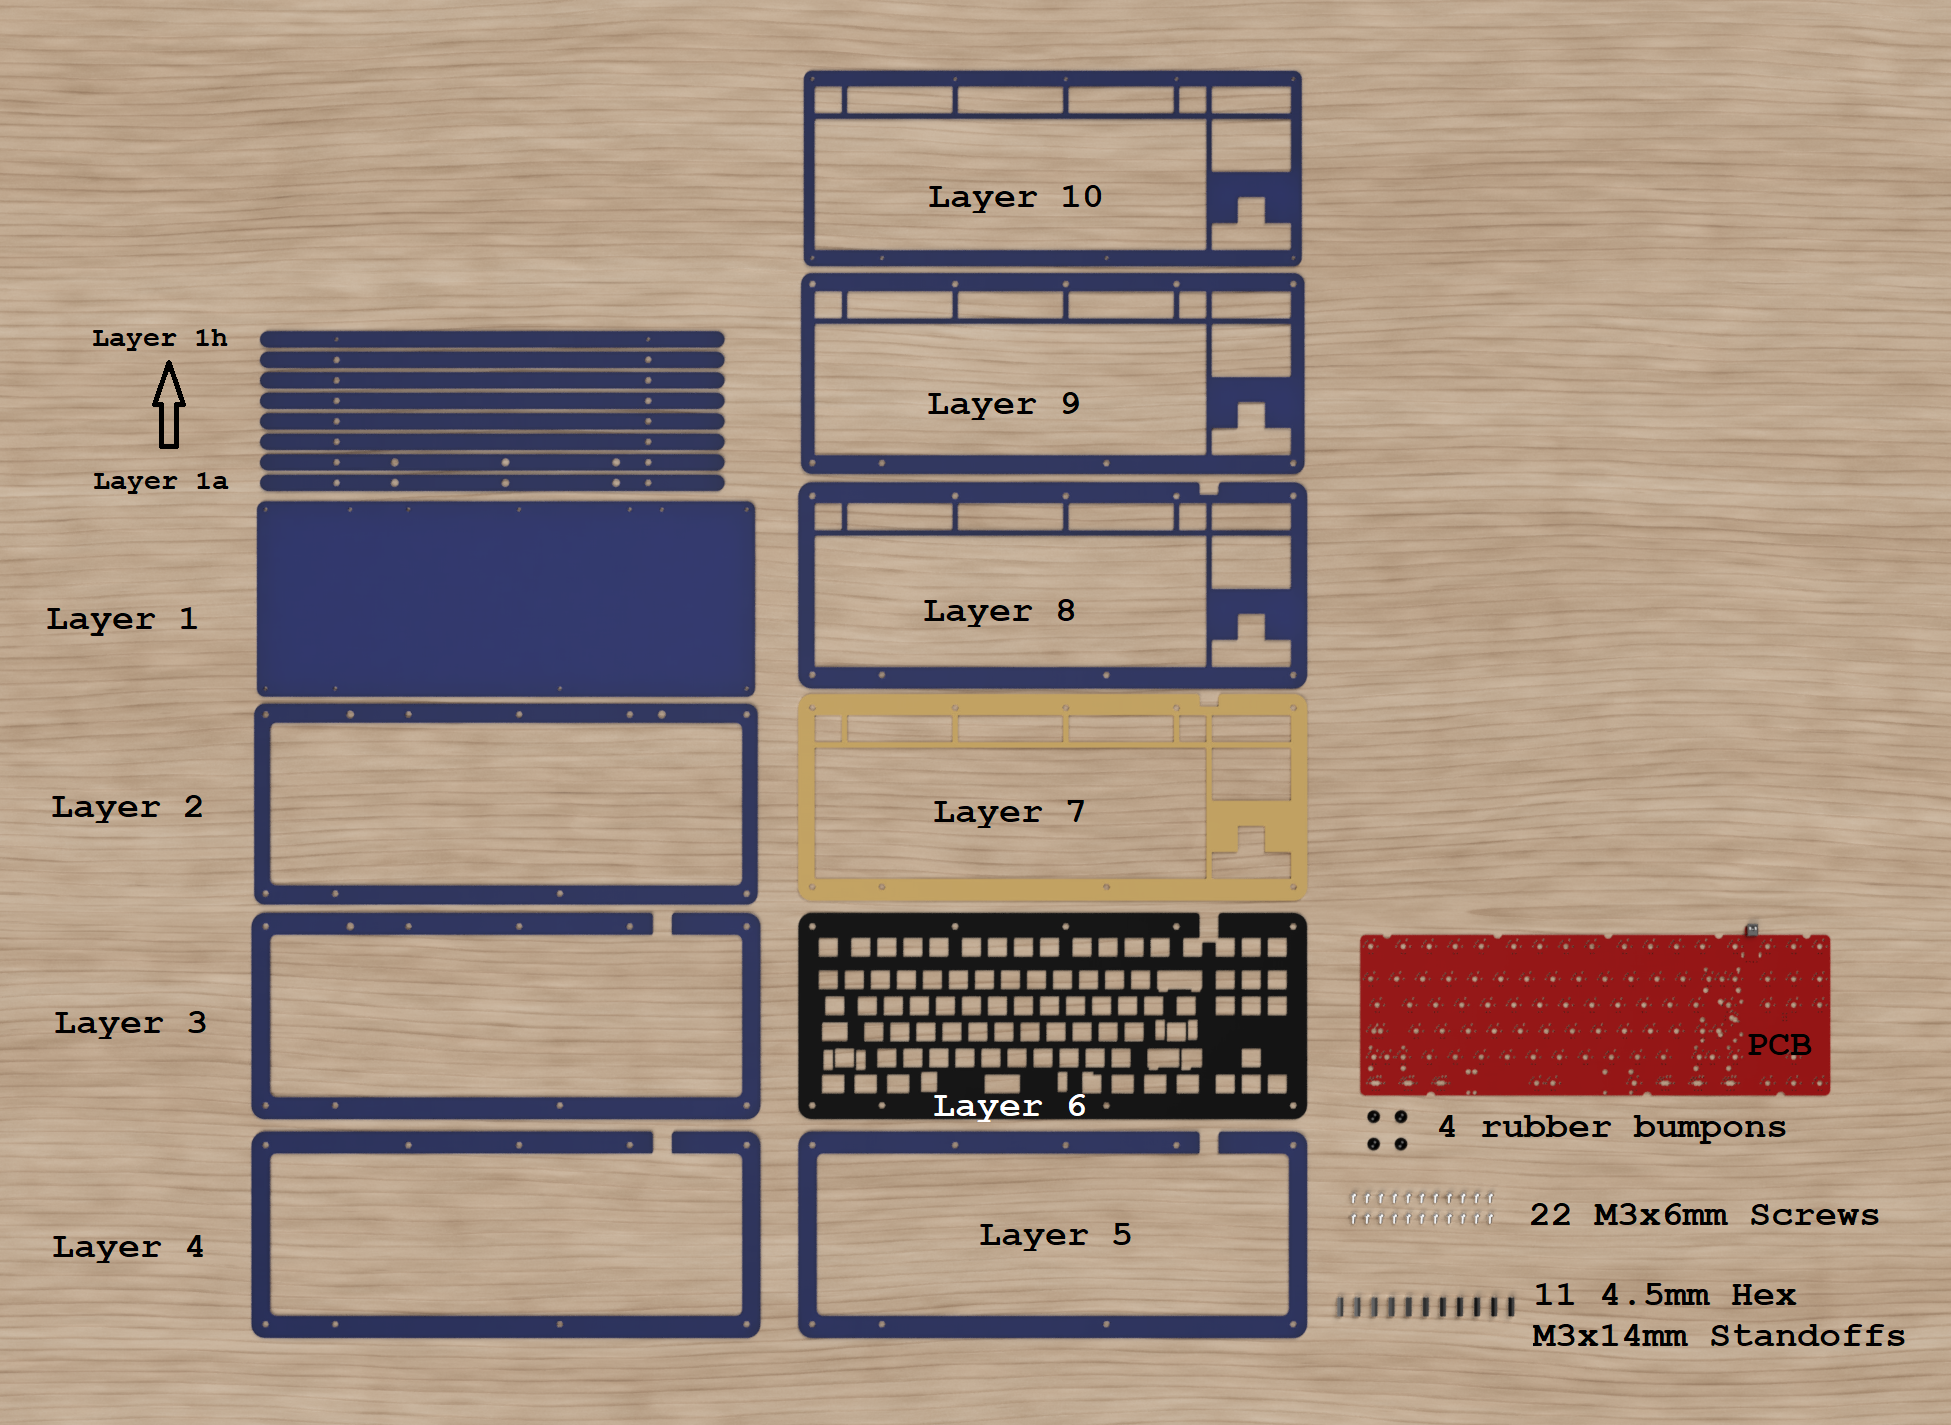 Layer 10
Layer 9
Layer 1h
Layer 1a
Layer 1
Layer 8
Layer 2
Layer 7
Layer 3
Layer 6
PCB
4 rubber bumpons
Layer 4
Layer 5
22 M3x6mm Screws
11 4.5mm Hex
M3x14mm Standoffs